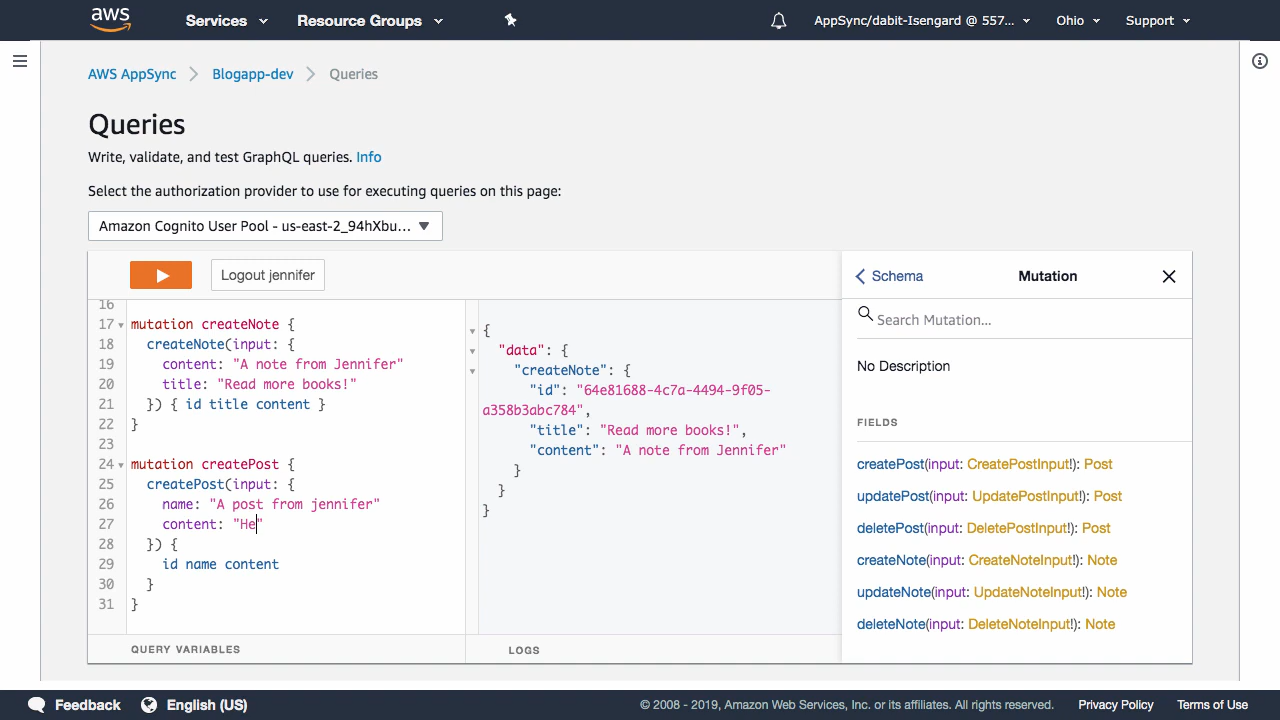 aws Services Resource Groups AppSync/dabit-Isengard @ 557... Ohio Support
AWS AppSync Blogapp-dev Queries
Queries
Write, validate, and test GraphQL queries. Info
Select the authorization provider to use for executing queries on this page:
Amazon Cognito User Pool - us-east-2_94hXbu...
Logout jennifer
16
17 mutation createNote {
18 createNote(input: {
19 content: "A note from Jennifer"
20 title: "Read more books!"
21 }) { id title content }
22 }
23
24 mutation createPost {
25 createPost(input: {
26 name: "A post from jennifer"
27 content: "He"
28 }) {
29 id name content
30 }
31 }
QUERY VARIABLES
{
"data": {
"createNote": {
"id": "64e81688-4c7a-4494-9f05-
a358b3abc784",
"title": "Read more books!",
"content": "A note from Jennifer"
}
}
}
LOGS
Schema Mutation
Search Mutation...
No Description
FIELDS
createPost(input: CreatePostInput!): Post
updatePost(input: UpdatePostInput!): Post
deletePost(input: DeletePostInput!): Post
createNote(input: CreateNoteInput!): Note
updateNote(input: UpdateNoteInput!): Note
deleteNote(input: DeleteNoteInput!): Note
Feedback English (US) © 2008 - 2019, Amazon Web Services, Inc. or its affiliates. All rights reserved. Privacy Policy Terms of Use